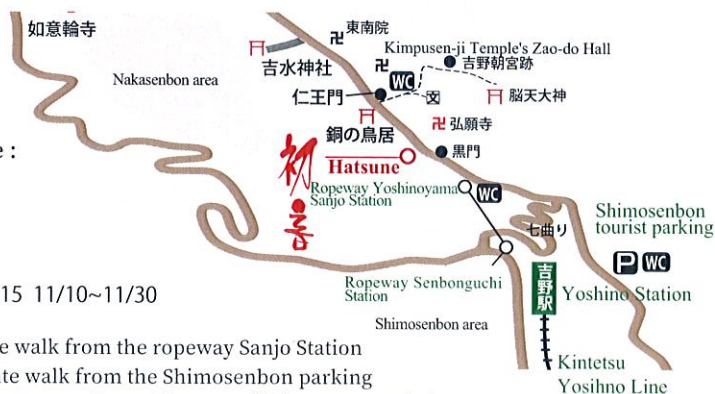 如意輪寺
東南院
Kimpusen-ji Temple's Zao-do Hall
吉野朝宮跡
吉水神社
Nakasenbon area
WC
脳天大神
仁王門
銅の鳥居
弘願寺
黒門
Hatsune
初音
Ropeway Yoshinoyama
Sanjo Station
WC
七曲り
Shimosenbon
tourist parking
P WC
Ropeway Senbonguchi
Station
吉野駅
Yoshino Station
Shimosenbon area
Kintetsu
Yosihno Line
e :
15 11/10~11/30
e walk from the ropeway Sanjo Station
te walk from the Shimosenbon parking